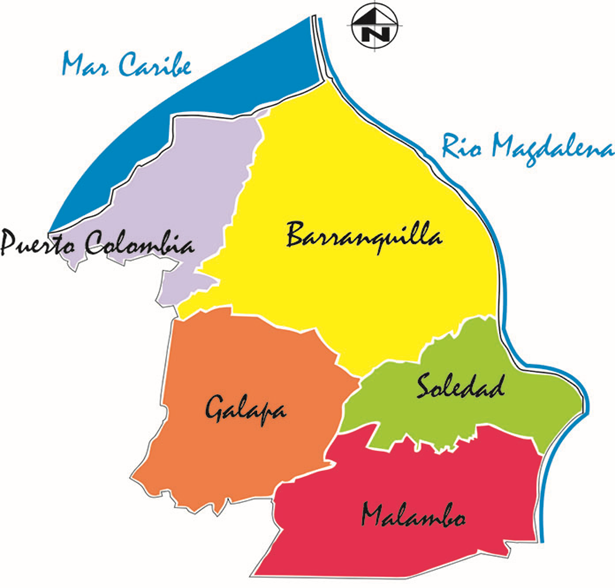 N
Mar Caribe
Rio Magdalena
Puerto Colombia
Barranquilla
Soledad
Galapa
Malambo